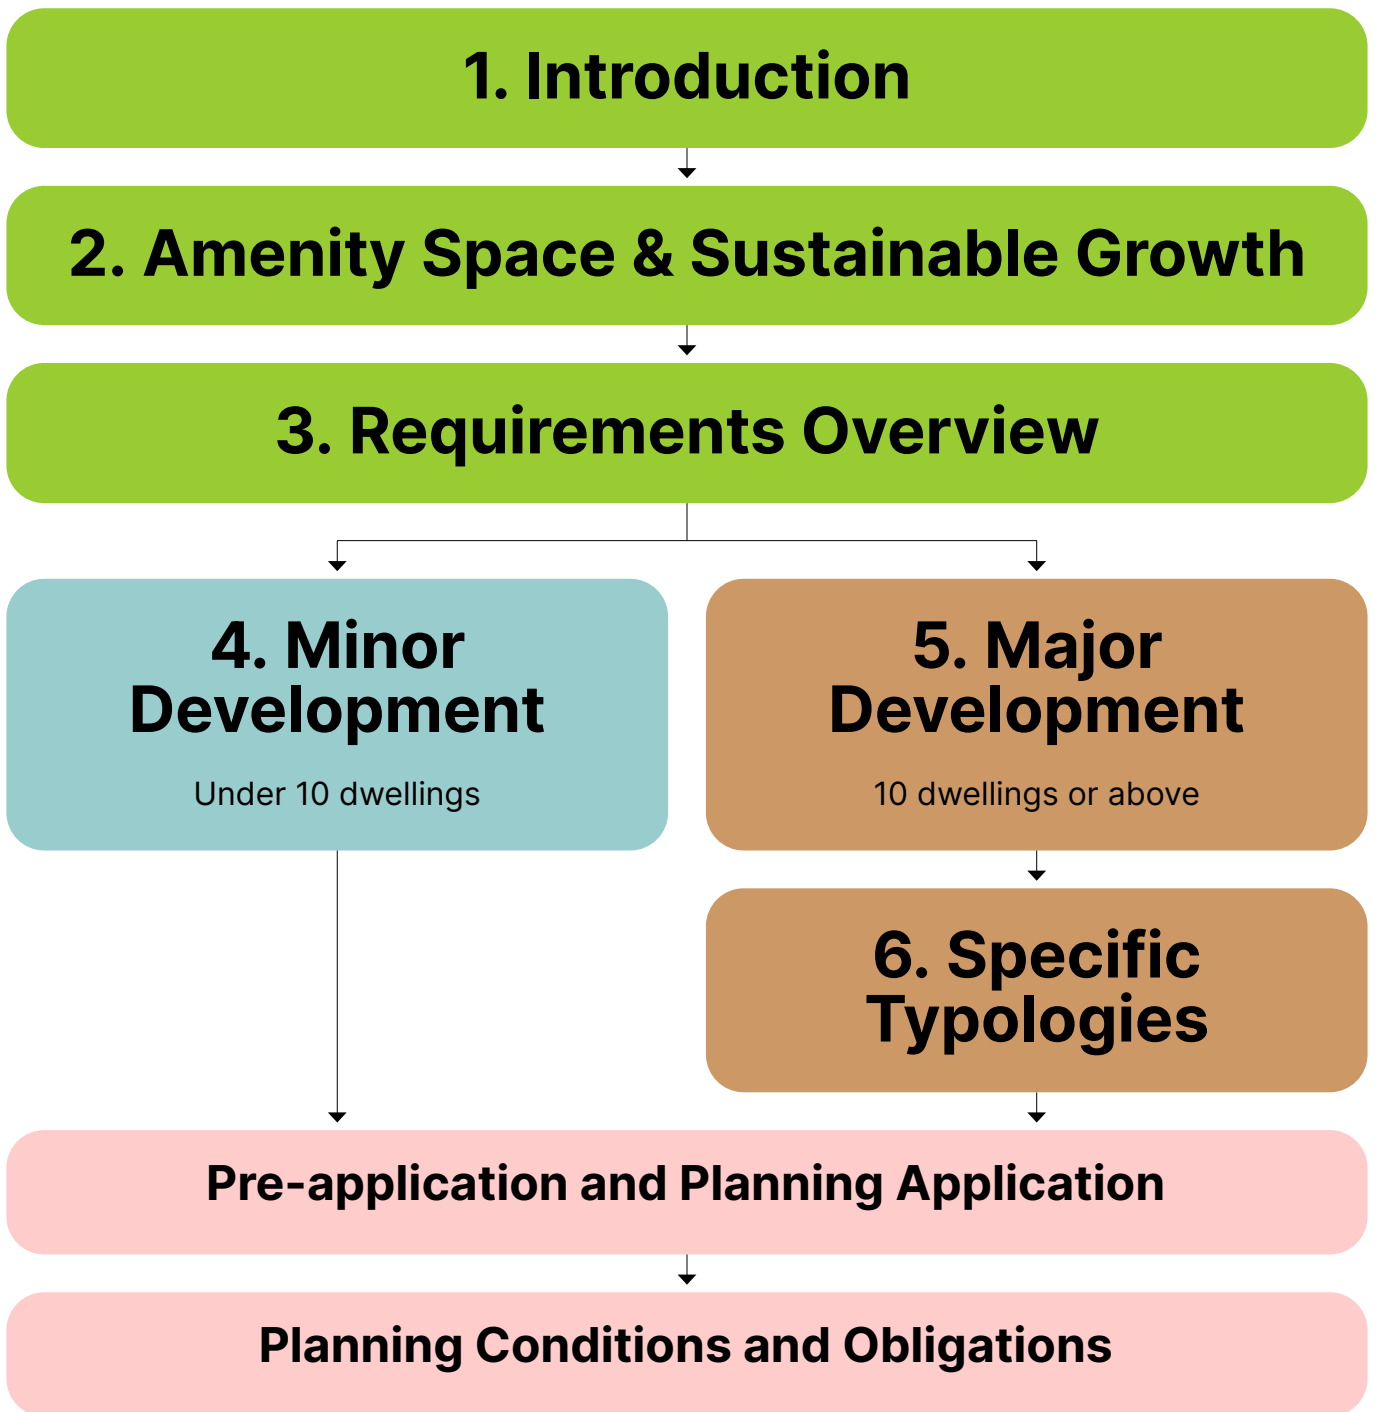 1. Introduction
2. Amenity Space & Sustainable Growth
3. Requirements Overview
4. Minor
Development
Under 10 dwellings
5. Major
Development
10 dwellings or above
6. Specific
Typologies
Pre-application and Planning Application
Planning Conditions and Obligations